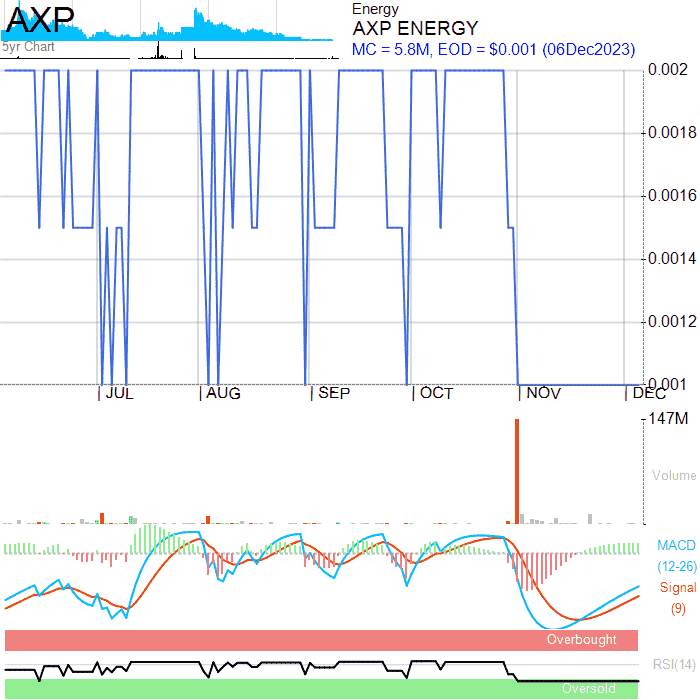 AXP
5yr Chart
Energy
AXP ENERGY
MC = 5.8M, EOD = $0.001 (06Dec2023)
0.002
0.0018
0.0016
0.0014
0.0012
0.001
JUL AUG SEP OCT NOV DEC
147M
Volume
MACD
(12-26)
Signal
(9)
Overbought
RSI(14)
Oversold